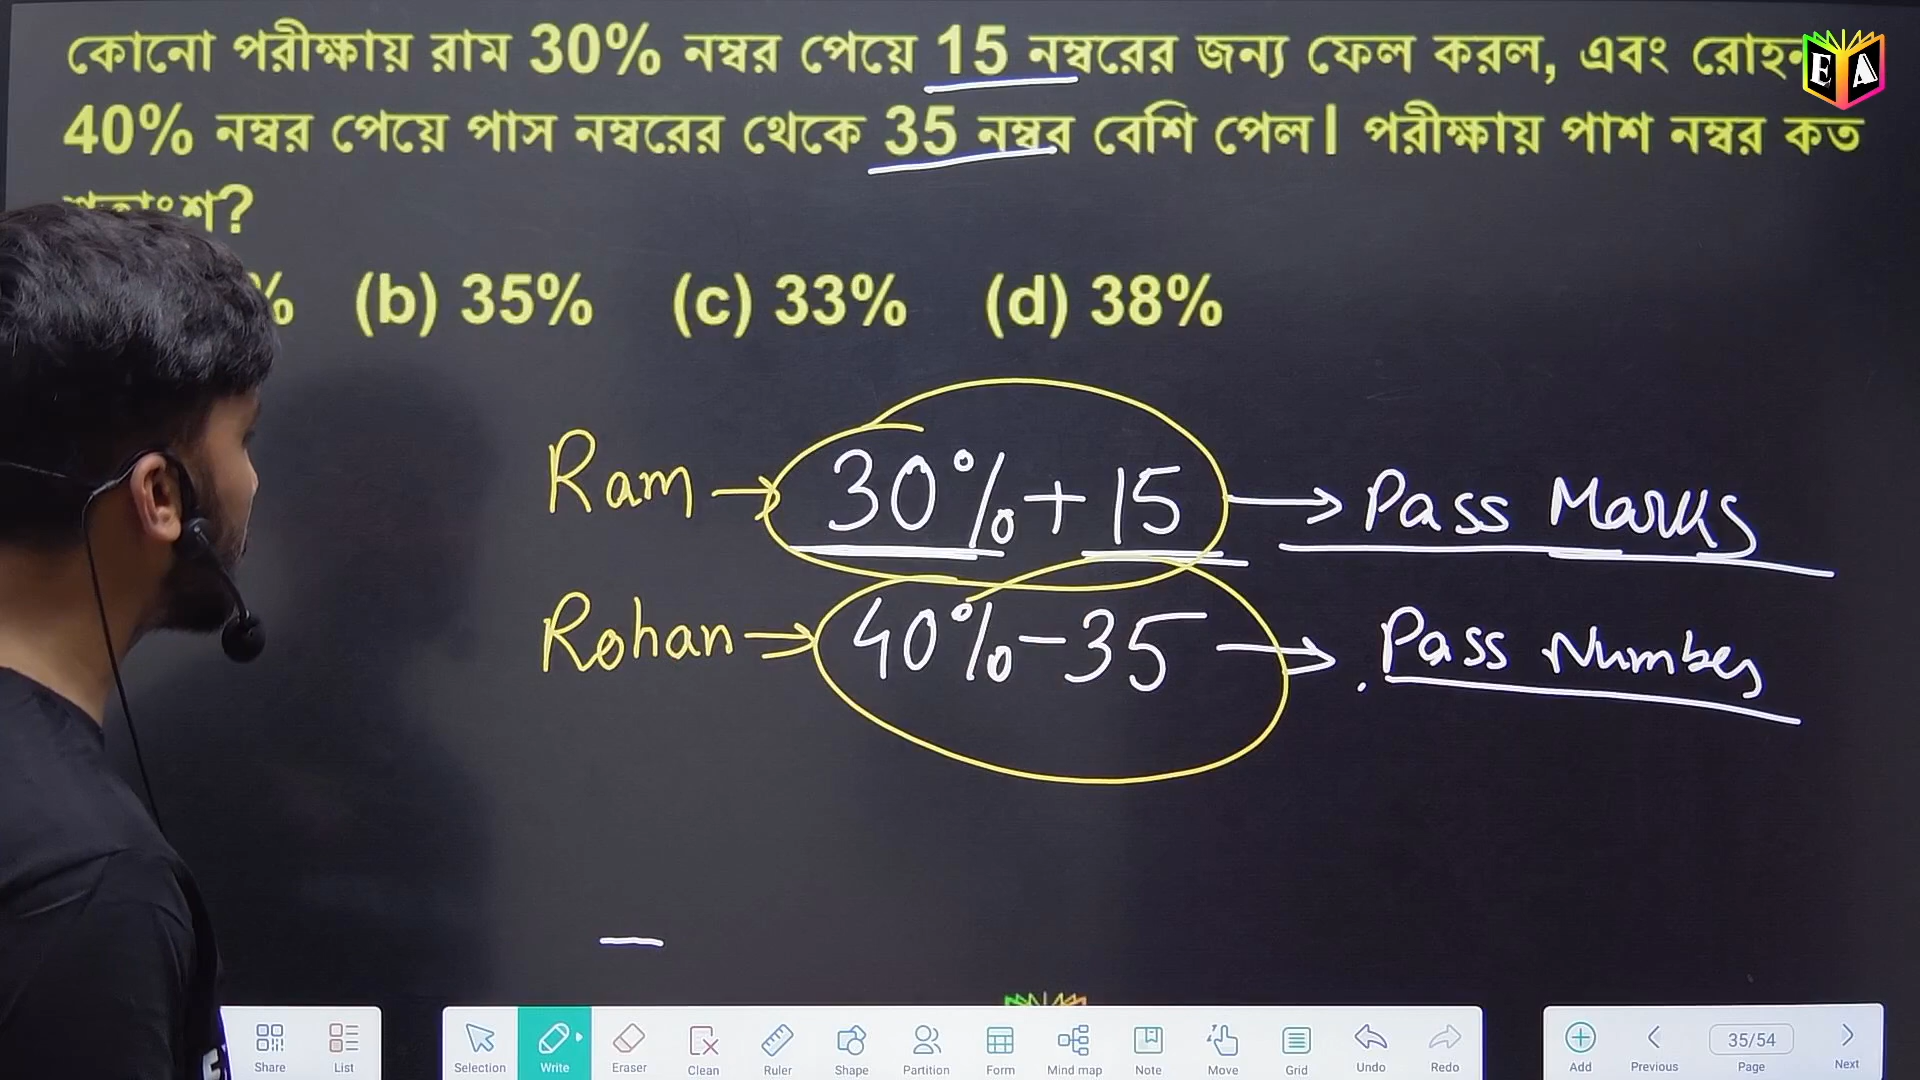 কোনো পরীক্ষায় রাম 30% নম্বর পেয়ে 15 নম্বরের জন্য ফেল করল, এবং
40% নম্বর পেয়ে পাস নম্বরের থেকে 35 নম্বর বেশি পেল। পরীক্ষায় পাশ নম্বর কত
?
% (b) 35% (c) 33% (d) 38%
Ram → 30% + 15 → Pass Marks
Rohan → 40% - 35 → Pass Number
EA
Share List Selection Write Eraser Clean Ruler Shape Partition Form Mind map Note Move Grid Undo Redo Add Previous 35/54 Page Next